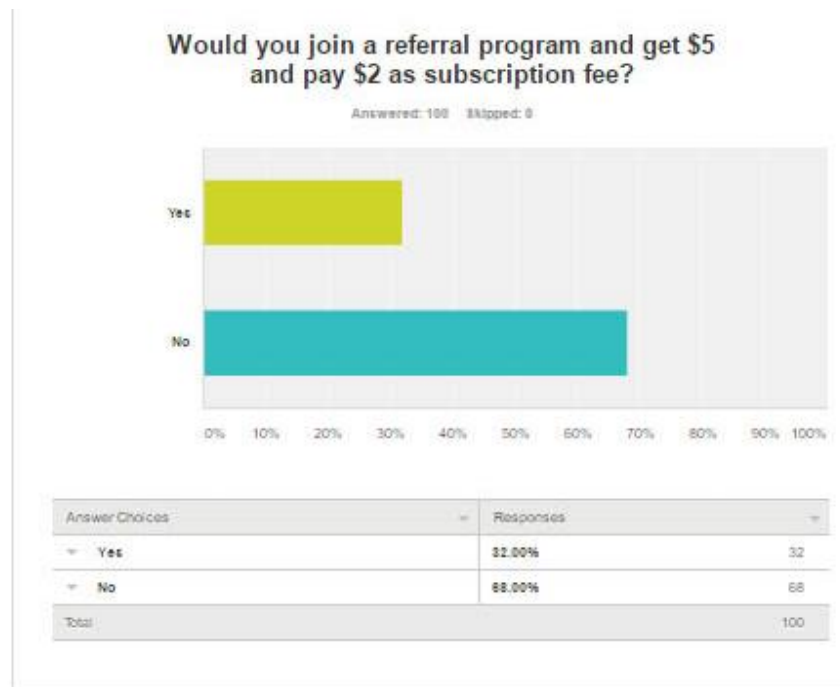 Would you join a referral program and get $5
and pay $2 as subscription fee?
Answered: 100 Skipped: 0
Yes
No
0% 10% 20% 30% 40% 50% 60% 70% 80% 90% 100%
Answer Choices Responses
Yes 32.00% 32
No 68.00% 68
Total 100